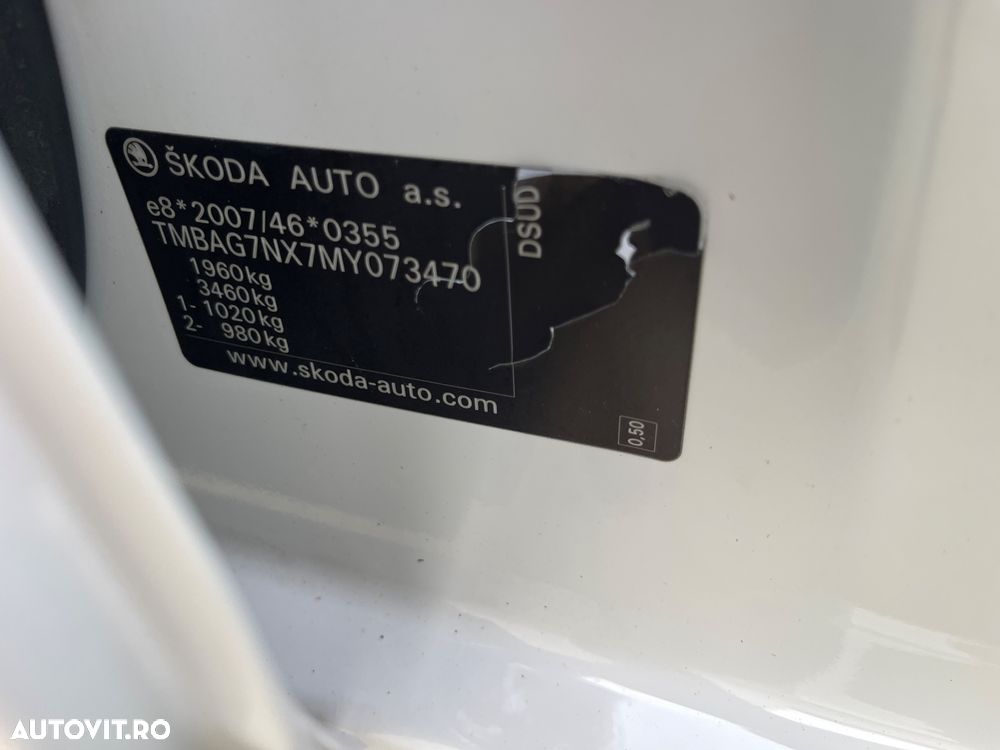 ŠKODA AUTO a.s.
e8*2007/46*0355
TMBAG7NX7MY073470
1960kg
3460kg
1- 1020kg
2- 980kg
www.skoda-auto.com
DSUD
0,50
AUTOVIT.RO